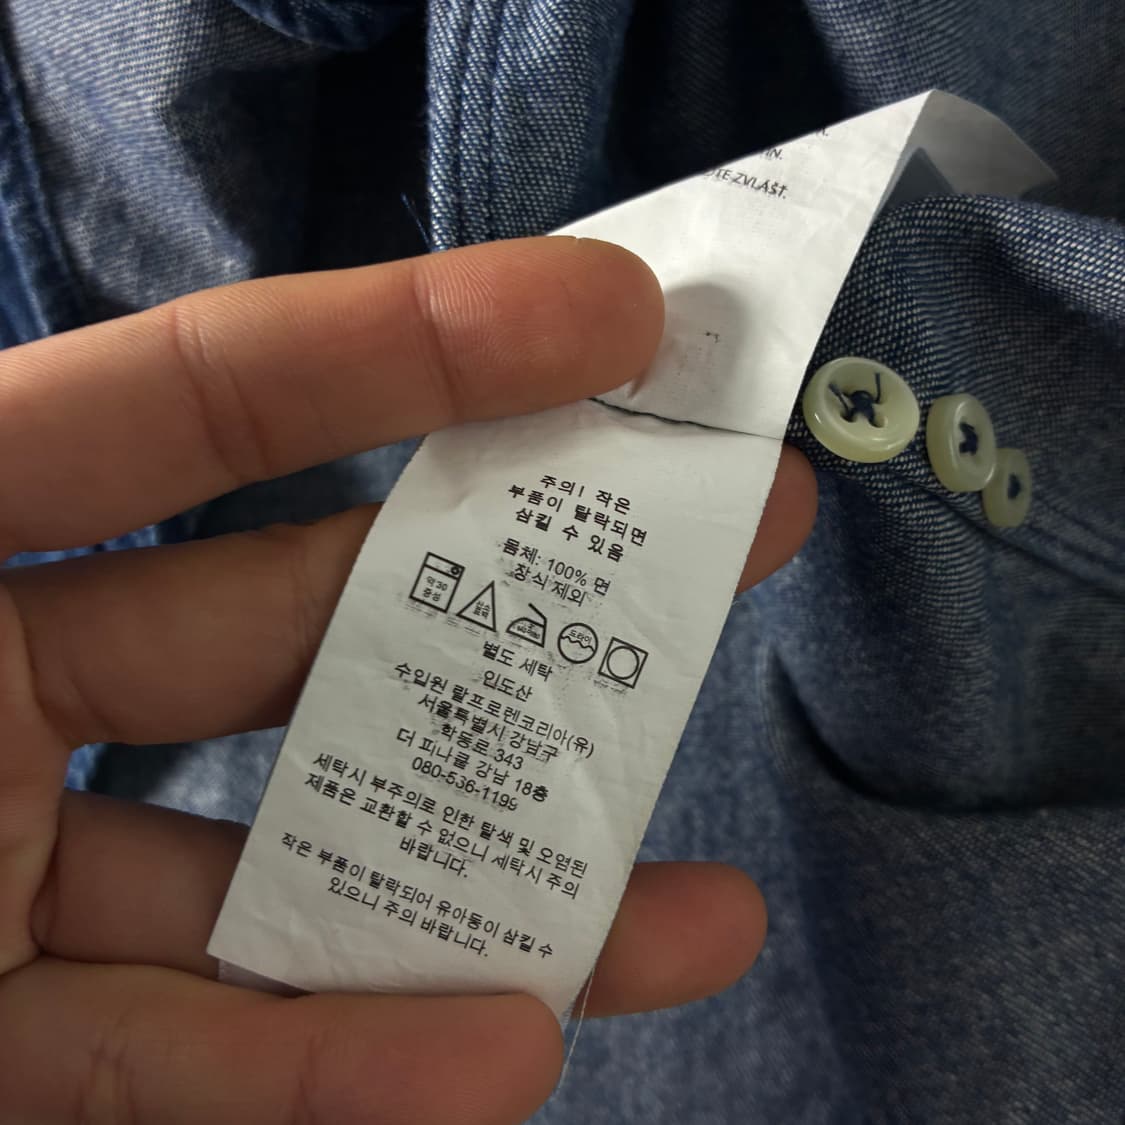 ZVLÁŠŤ.
주의! 작은
부품이 탈락되면
삼킬 수 있음
몸체: 100% 면
장식 제외
약 30
중성
드라이
별도 세탁
인도산
수입원 랄프로렌코리아(유)
서울특별시 강남구
학동로 343
더 피나클 강남 18층
080-536-1199
세탁시 부주의로 인한 탈색 및 오염된
제품은 교환할 수 없으니 세탁시 주의
바랍니다.
작은 부품이 탈락되어 유아동이 삼킬 수
있으니 주의 바랍니다.